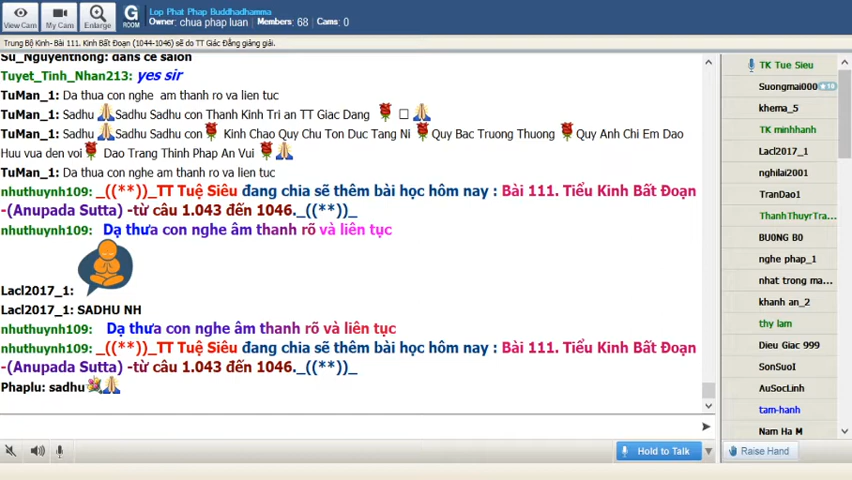 View Cam
My Cam
Enlarge
G
ROOM
Lop Phat Phap Buddhadhamma
Owner: chua phap luan Members: 68 Cams: 0
Trung Bộ Kinh- Bài 111. Kinh Bất Đoạn (1044-1046) sẽ do TT Giác Đẳng giảng giải.
Su_Nguyenthong: dans ce salon
Tuyet_Tinh_Nhan213: yes sir
TuMan_1: Da thua con nghe am thanh ro va lien tuc
TuMan_1: Sadhu Sadhu Sadhu con Thanh Kinh Tri an TT Giac Dang
TuMan_1: Sadhu Sadhu Sadhu con Kinh Chao Quy Chu Ton Duc Tang Ni Quy Bac Truong Thuong Quy Anh Chi Em Dao
Huu vua den voi Dao Trang Thinh Phap An Vui
TuMan_1: Da thua con nghe am thanh ro va lien tuc
nhuthuynh109: _((**))_TT Tuệ Siêu đang chia sẽ thêm bài học hôm nay : Bài 111. Tiểu Kinh Bất Đoạn
-(Anupada Sutta) -từ câu 1.043 đến 1046._((**))_
nhuthuynh109: Dạ thưa con nghe âm thanh rõ và liên tục
Lacl2017_1:
Lacl2017_1: SADHU NH
nhuthuynh109: Dạ thưa con nghe âm thanh rõ và liên tục
nhuthuynh109: _((**))_TT Tuệ Siêu đang chia sẽ thêm bài học hôm nay : Bài 111. Tiểu Kinh Bất Đoạn
-(Anupada Sutta) -từ câu 1.043 đến 1046._((**))_
Phaplu: sadhu
Hold to Talk
TK Tue Sieu
Suongmai000 10
khema_5
TK minhhanh
Lacl2017_1
nghilai2001
TranDao1
ThanhThuyrTra...
BU0NG B0
nghe phap_1
nhat trong ma...
khanh an_2
thy lam
Dieu Giac 999
SonSuoI
AuSocLinh
tam-hanh
Nam Ha M
Raise Hand